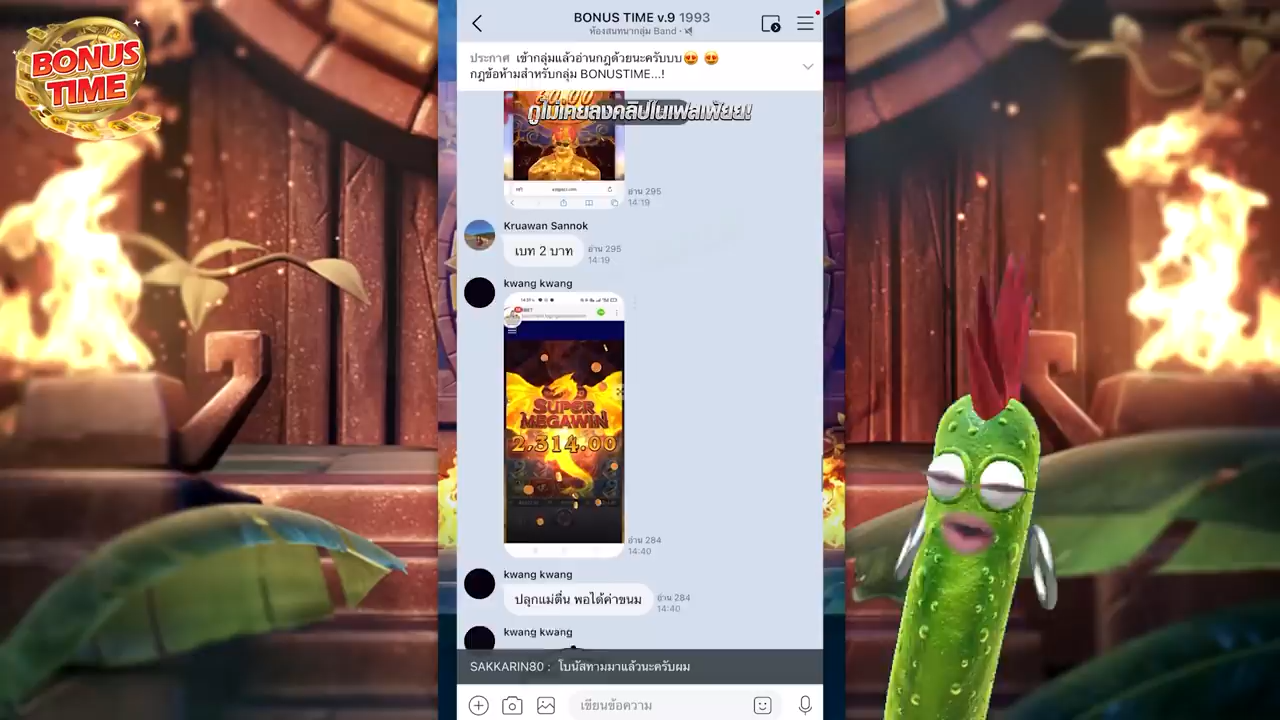 BONUS
TIME
BONUS TIME v.9 1993
ห้องสนทนากลุ่ม Band
ประกาศ เข้ากลุ่มแล้วอ่านกฎด้วยนะครับบบ😍 😍
กฎข้อห้ามสำหรับกลุ่ม BONUSTIME...!
กูไม่เคยลงคลิปในเฟสเฟ้ยย!
อ่าน 295
14:19
Kruawan Sannok
เบท 2 บาท
อ่าน 295
14:19
kwang kwang
SUPER
MEGAWIN
2,314.00
อ่าน 284
14:40
kwang kwang
ปลุกแม่ตื่น พอได้ค่าขนม
อ่าน 284
14:40
kwang kwang
SAKKARIN80 : โบนัสทามมาแล้วนะครับผม
เขียนข้อความ